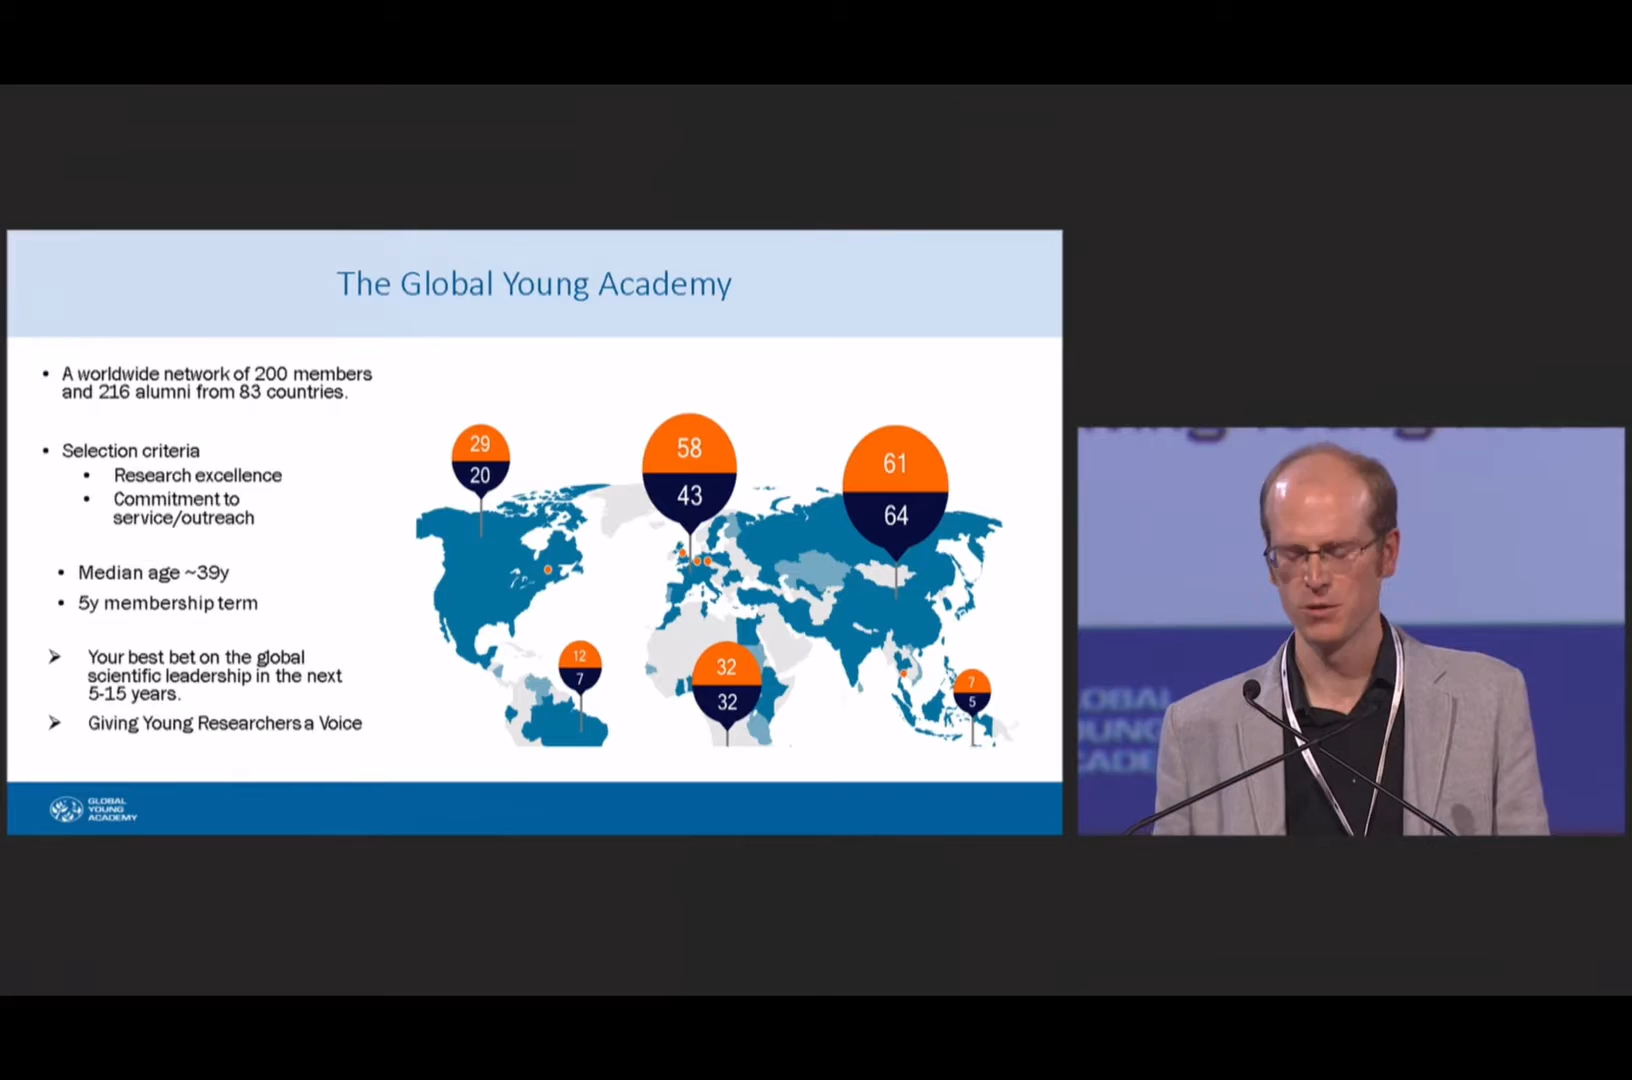 The Global Young Academy
• A worldwide network of 200 members
and 216 alumni from 83 countries.
• Selection criteria
• Research excellence
• Commitment to
service/outreach
• Median age ~39y
• 5y membership term
➢ Your best bet on the global
scientific leadership in the next
5-15 years.
➢ Giving Young Researchers a Voice
29
20
58
43
61
64
12
7
32
32
7
5
GLOBAL
YOUNG
ACADEMY
OBAL
UNG
CADE